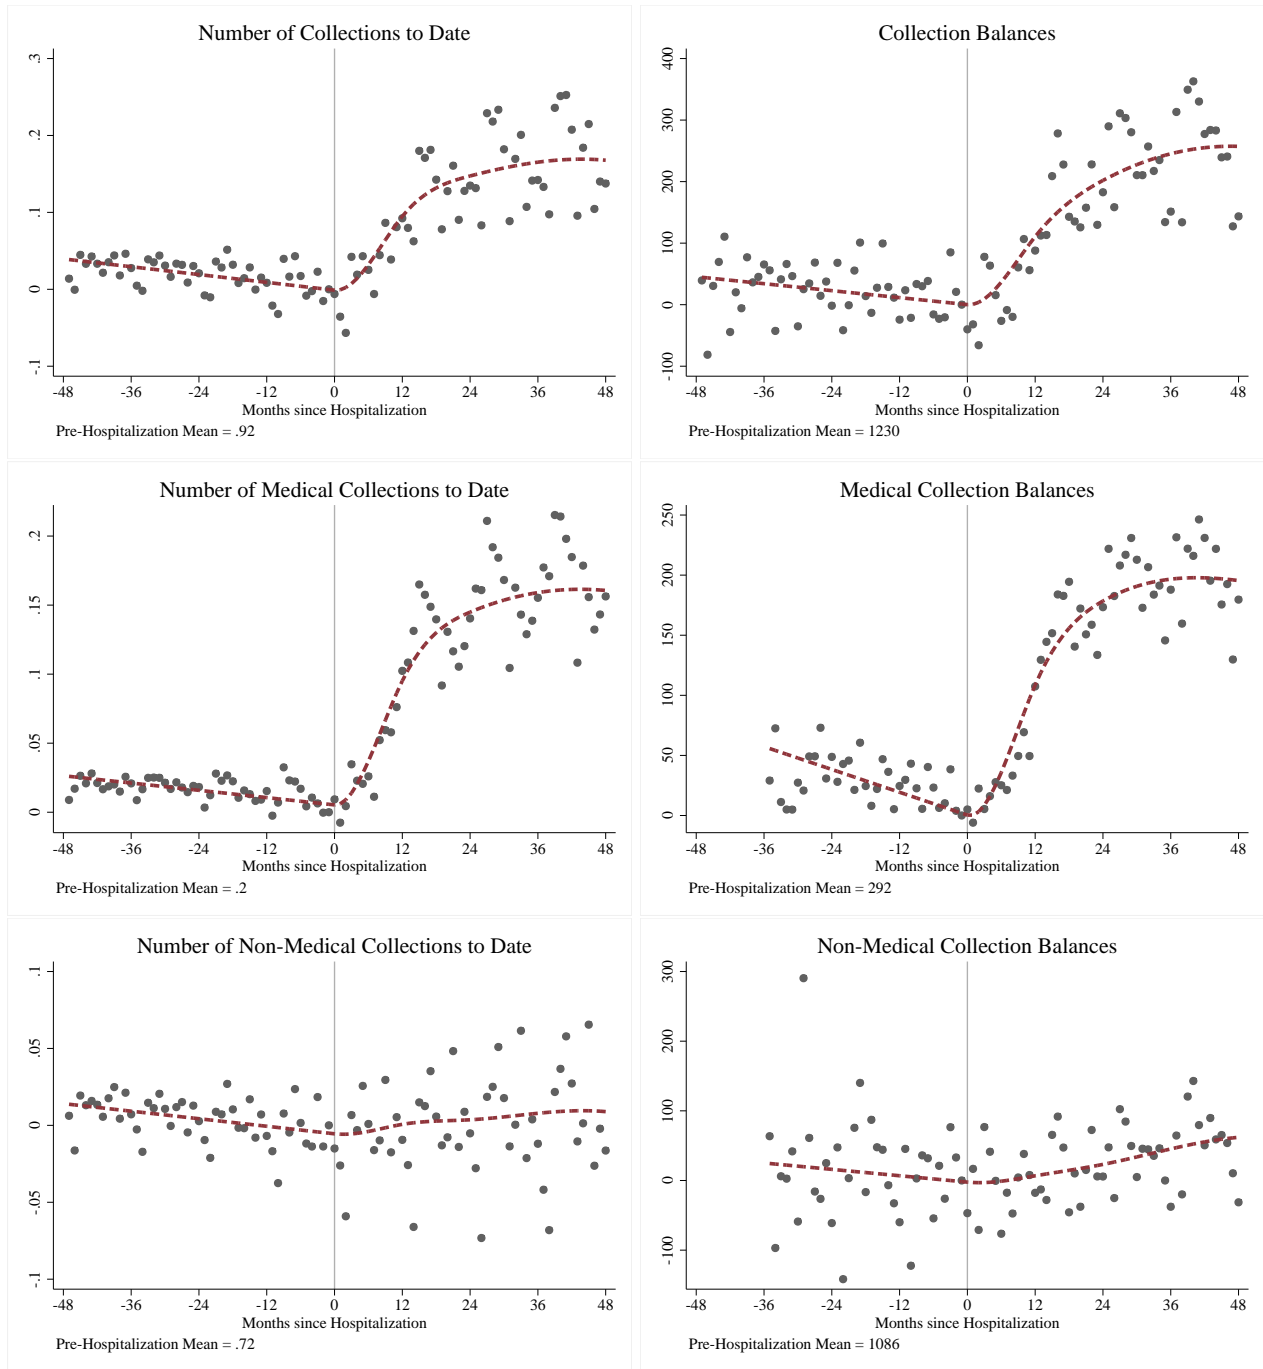 Number of Collections to Date
.3
.2
.1
0
-.1
-48 -36 -24 -12 0 12 24 36 48
Months since Hospitalization
Pre-Hospitalization Mean = .92
Collection Balances
400
300
200
100
0
-100
-48 -36 -24 -12 0 12 24 36 48
Months since Hospitalization
Pre-Hospitalization Mean = 1230
Number of Medical Collections to Date
.2
.15
.1
.05
0
-48 -36 -24 -12 0 12 24 36 48
Months since Hospitalization
Pre-Hospitalization Mean = .2
Medical Collection Balances
250
200
150
100
50
0
-48 -36 -24 -12 0 12 24 36 48
Months since Hospitalization
Pre-Hospitalization Mean = 292
Number of Non-Medical Collections to Date
.1
.05
0
-.05
-.1
-48 -36 -24 -12 0 12 24 36 48
Months since Hospitalization
Pre-Hospitalization Mean = .72
Non-Medical Collection Balances
300
200
100
0
-100
-48 -36 -24 -12 0 12 24 36 48
Months since Hospitalization
Pre-Hospitalization Mean = 1086